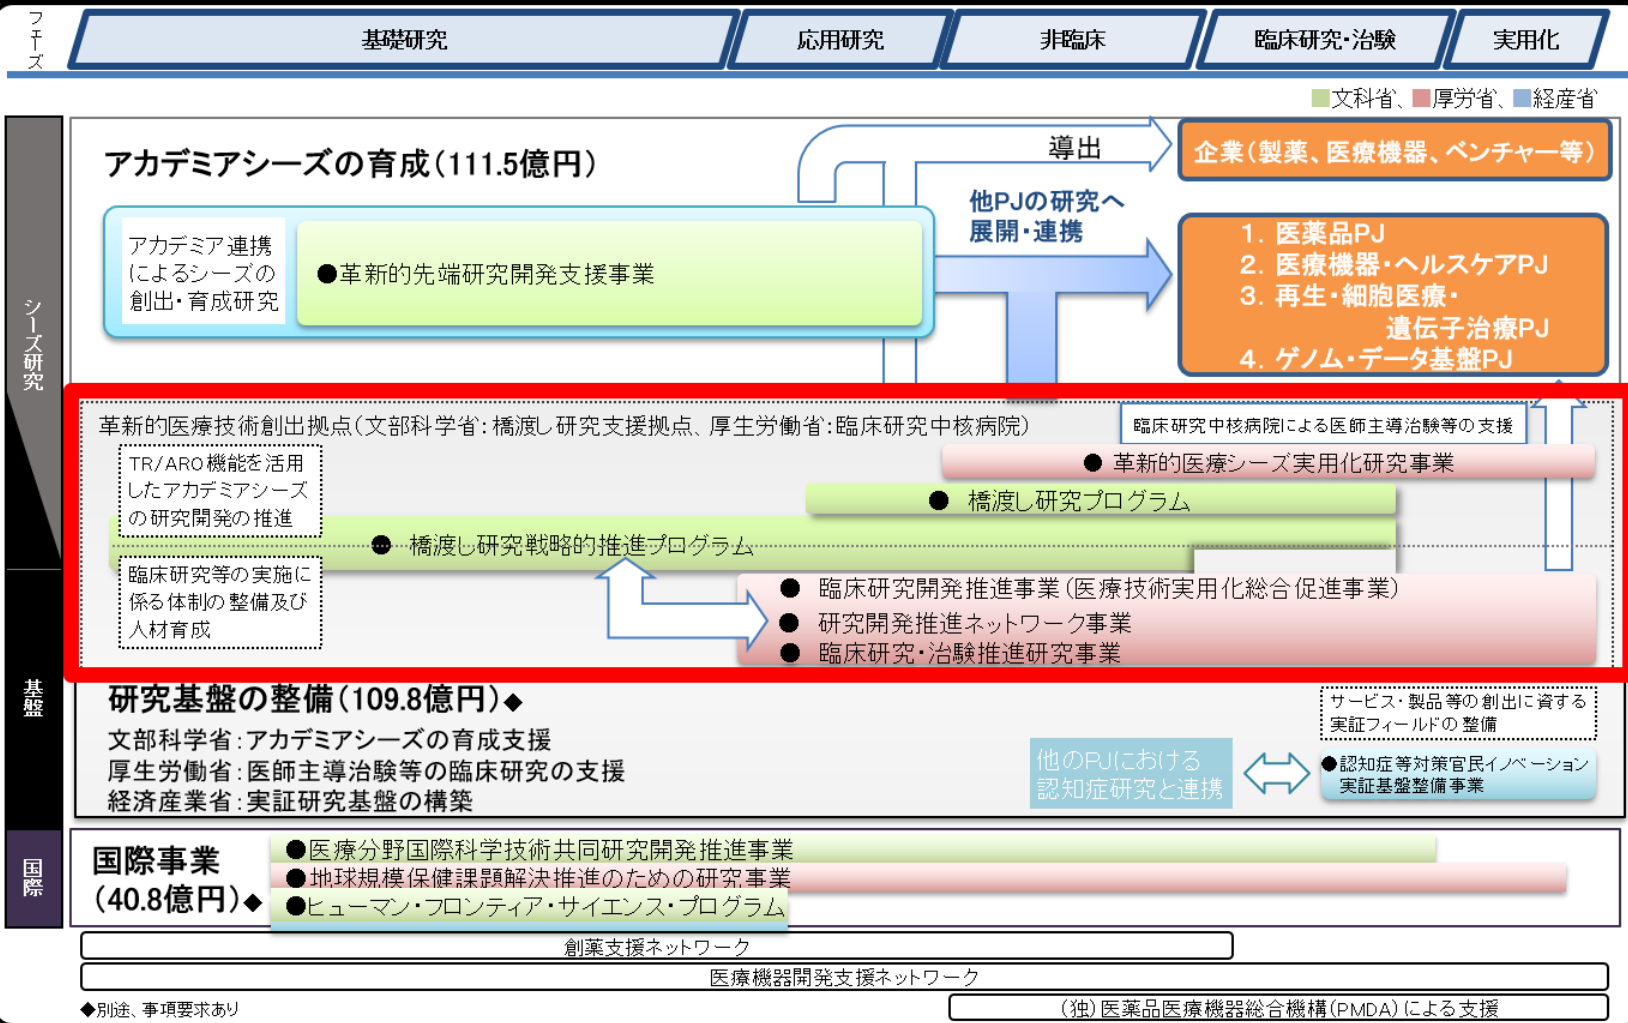 フェーズ
基礎研究
応用研究
非臨床
臨床研究・治験
実用化
■文科省、■厚労省、■経産省
シーズ研究
アカデミアシーズの育成(111.5億円)
導出
企業(製薬、医療機器、ベンチャー等)
アカデミア連携
によるシーズの
創出・育成研究
●革新的先端研究開発支援事業
他PJの研究へ
展開・連携
1. 医薬品PJ
2. 医療機器・ヘルスケアPJ
3. 再生・細胞医療・
遺伝子治療PJ
4. ゲノム・データ基盤PJ
革新的医療技術創出拠点(文部科学省:橋渡し研究支援拠点、厚生労働省:臨床研究中核病院)
臨床研究中核病院による医師主導治験等の支援
TR/ARO機能を活用
したアカデミアシーズ
の研究開発の推進
● 革新的医療シーズ実用化研究事業
● 橋渡し研究プログラム
● 橋渡し研究戦略的推進プログラム
臨床研究等の実施に
係る体制の整備及び
人材育成
● 臨床研究開発推進事業(医療技術実用化総合促進事業)
● 研究開発推進ネットワーク事業
● 臨床研究・治験推進研究事業
基盤
研究基盤の整備(109.8億円)◆
文部科学省:アカデミアシーズの育成支援
厚生労働省:医師主導治験等の臨床研究の支援
経済産業省:実証研究基盤の構築
サービス・製品等の創出に資する
実証フィールドの整備
他のPJにおける
認知症研究と連携
●認知症等対策官民イノベーション
実証基盤整備事業
国際
国際事業
(40.8億円)◆
●医療分野国際科学技術共同研究開発推進事業
●地球規模保健課題解決推進のための研究事業
●ヒューマン・フロンティア・サイエンス・プログラム
創薬支援ネットワーク
医療機器開発支援ネットワーク
◆別途、事項要求あり
(独)医薬品医療機器総合機構(PMDA)による支援